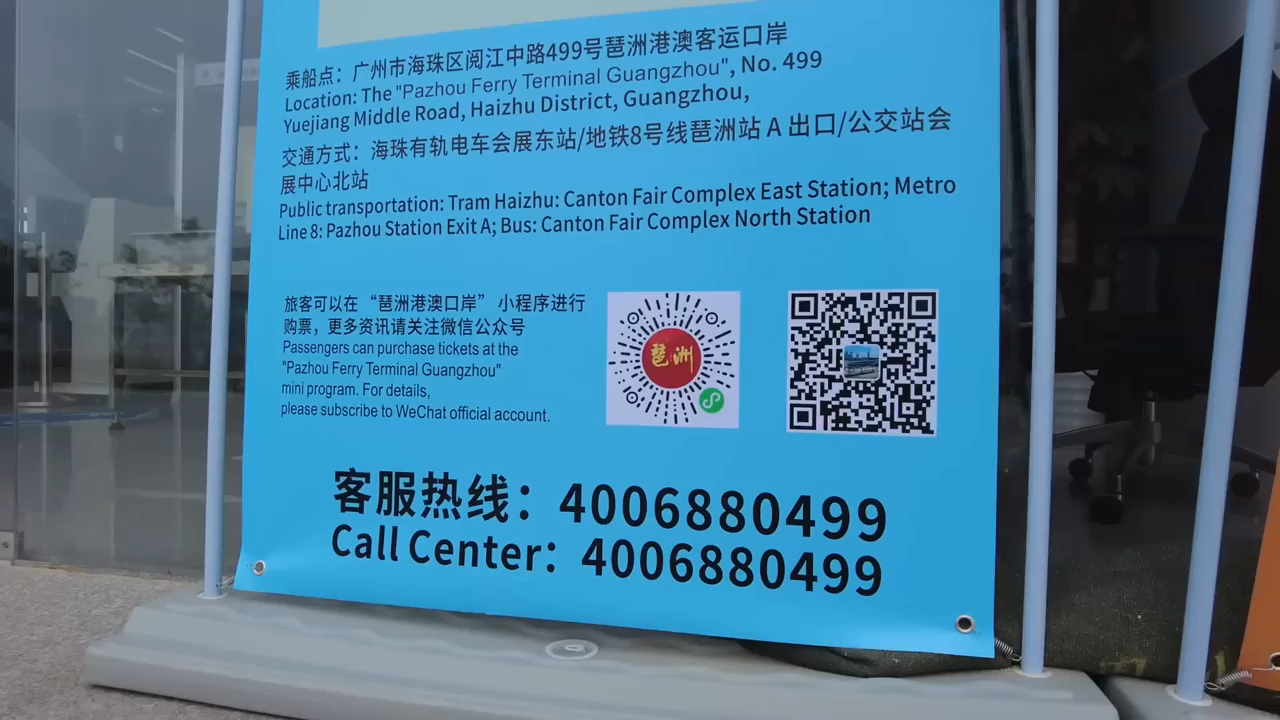 乘船点：广州市海珠区阅江中路499号琶洲港澳客运口岸
Location: The "Pazhou Ferry Terminal Guangzhou", No. 499
Yuejiang Middle Road, Haizhu District, Guangzhou,
交通方式：海珠有轨电车会展东站/地铁8号线琶洲站 A 出口/公交站会
展中心北站
Public transportation: Tram Haizhu: Canton Fair Complex East Station; Metro
Line 8: Pazhou Station Exit A; Bus: Canton Fair Complex North Station
旅客可以在 “琶洲港澳口岸” 小程序进行
购票，更多资讯请关注微信公众号
Passengers can purchase tickets at the
"Pazhou Ferry Terminal Guangzhou"
mini program. For details,
please subscribe to WeChat official account.
琶洲
客服热线：4006880499
Call Center: 4006880499